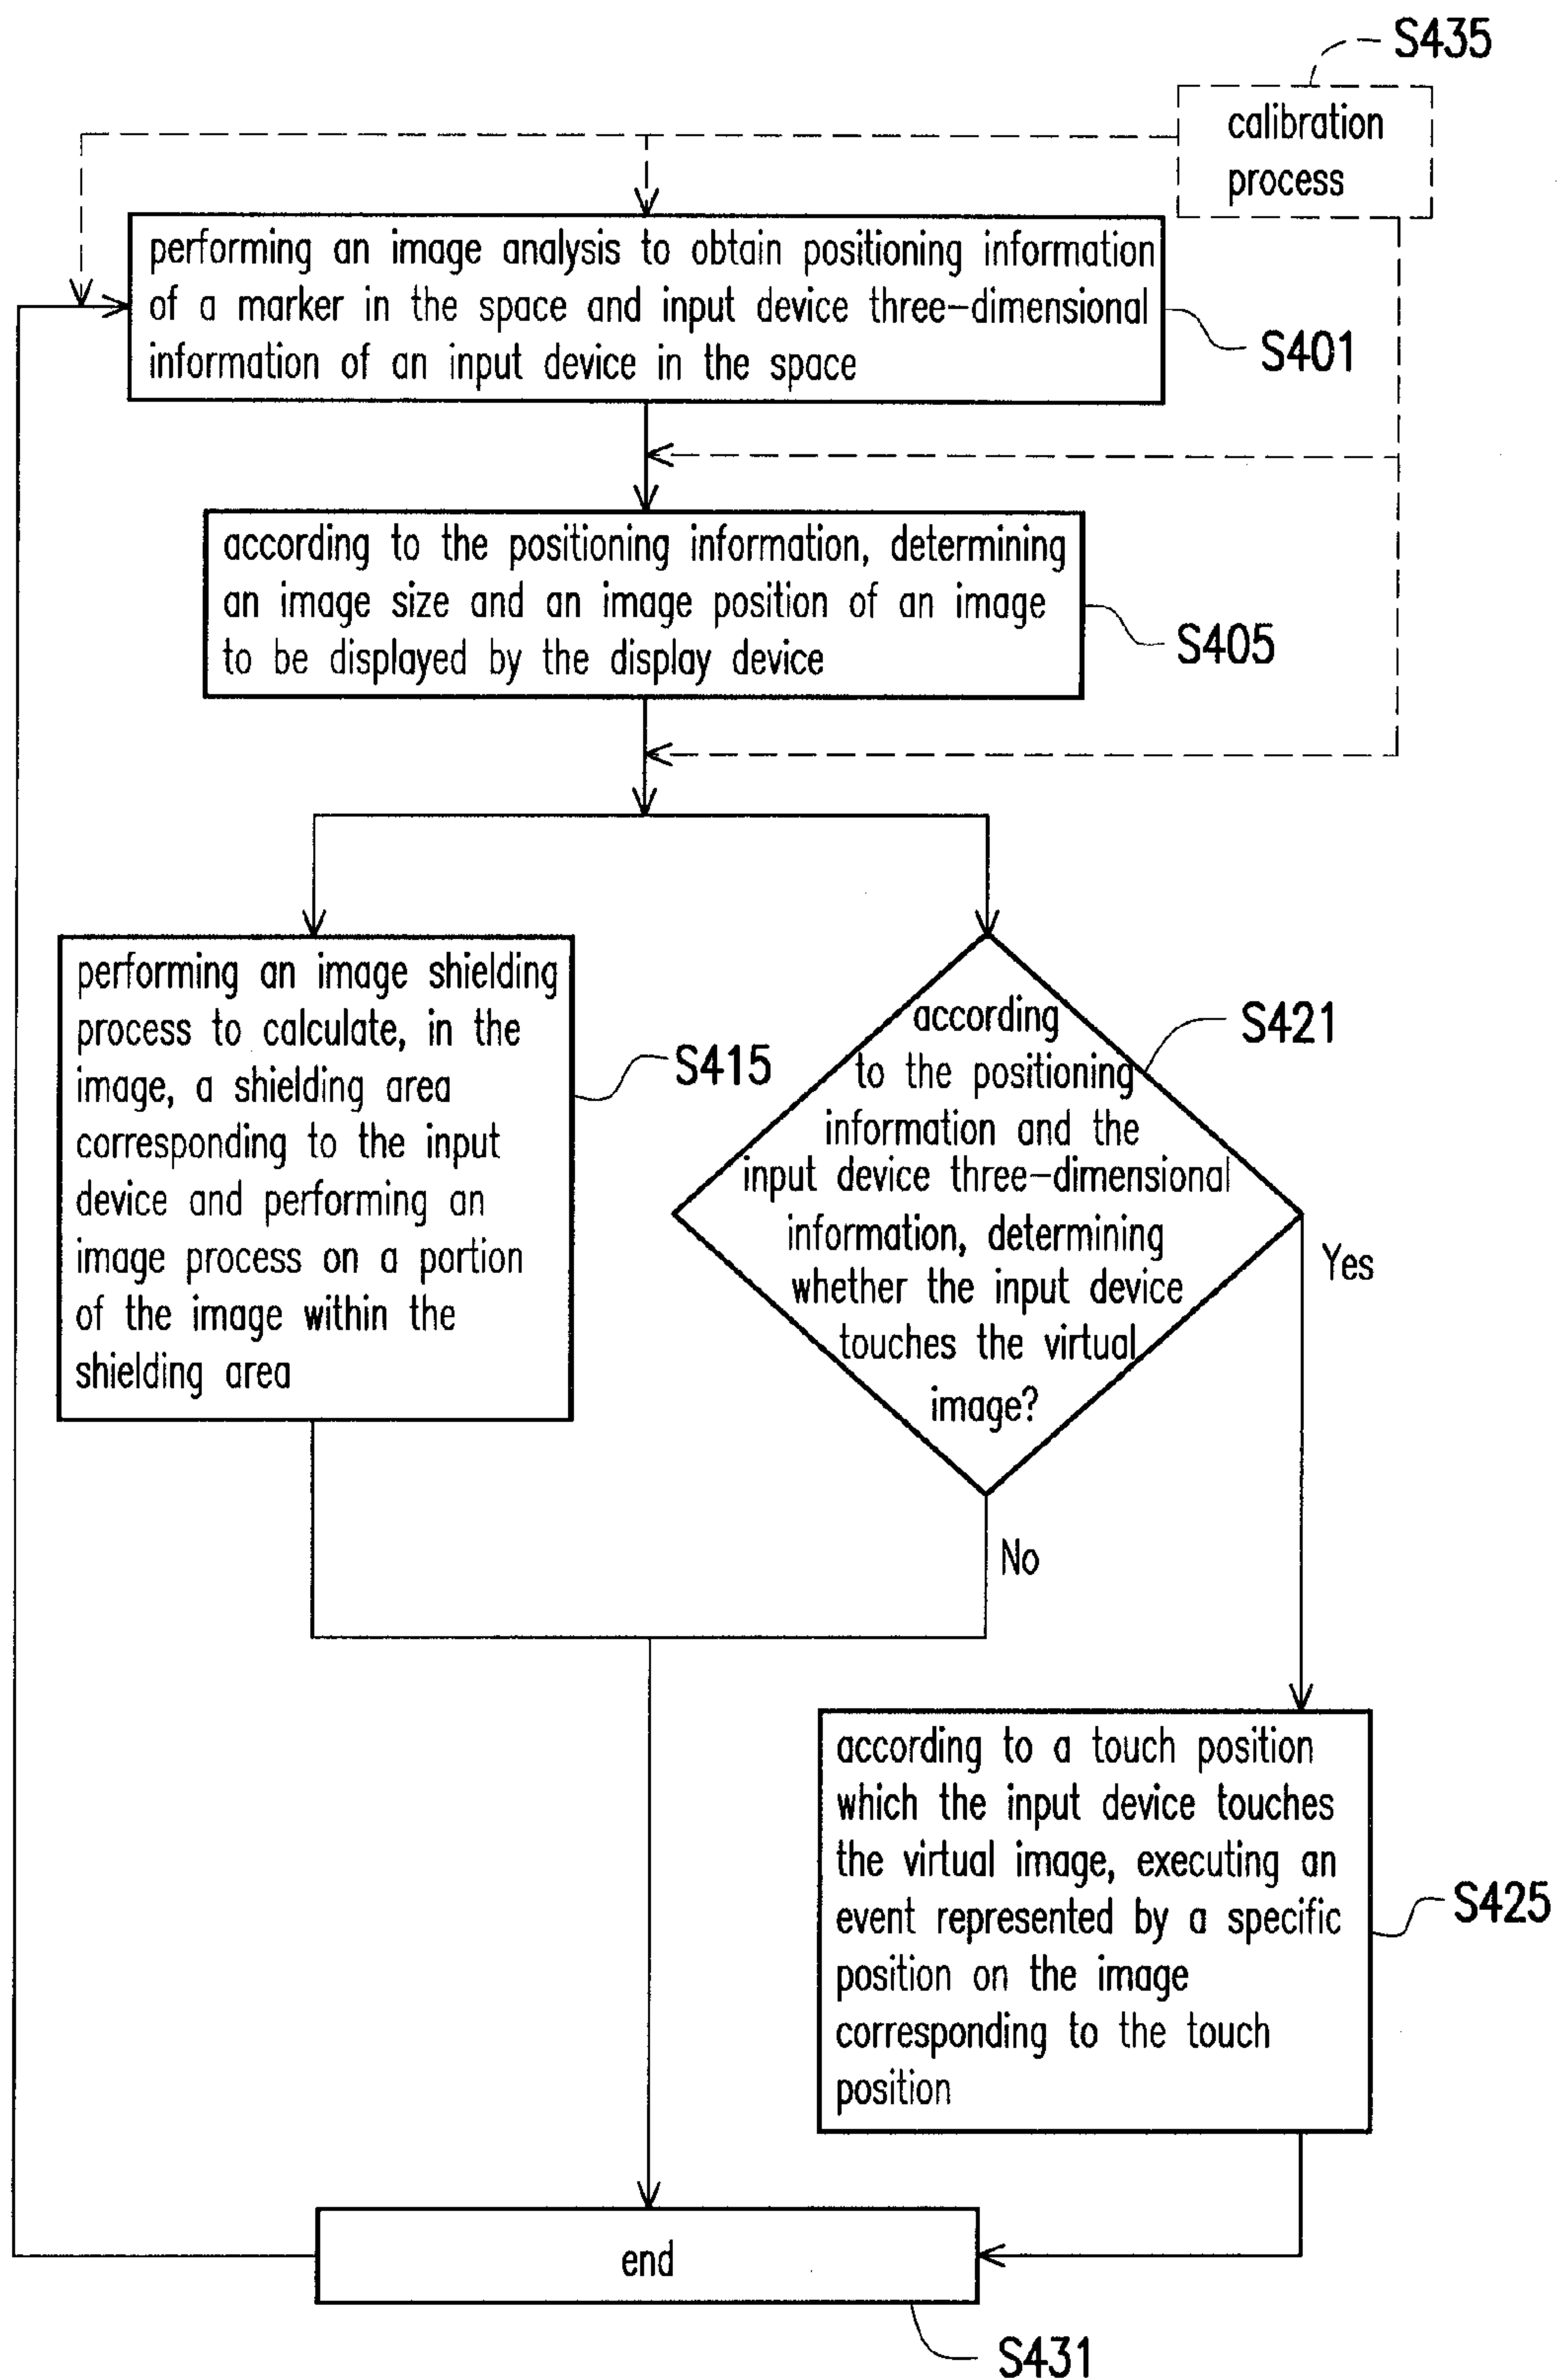 S435
calibration
process
performing an image analysis to obtain positioning information
of a marker in the space and input device three-dimensional
information of an input device in the space
S401
according to the positioning information, determining
an image size and an image position of an image
to be displayed by the display device
S405
performing an image shielding
process to calculate, in the
image, a shielding area
corresponding to the input
device and performing an
image process on a portion
of the image within the
shielding area
S415
according
to the positioning
information and the
input device three-dimensional
information, determining
whether the input device
touches the virtual
image?
S421
Yes
No
according to a touch position
which the input device touches
the virtual image, executing an
event represented by a specific
position on the image
corresponding to the touch
position
S425
end
S431